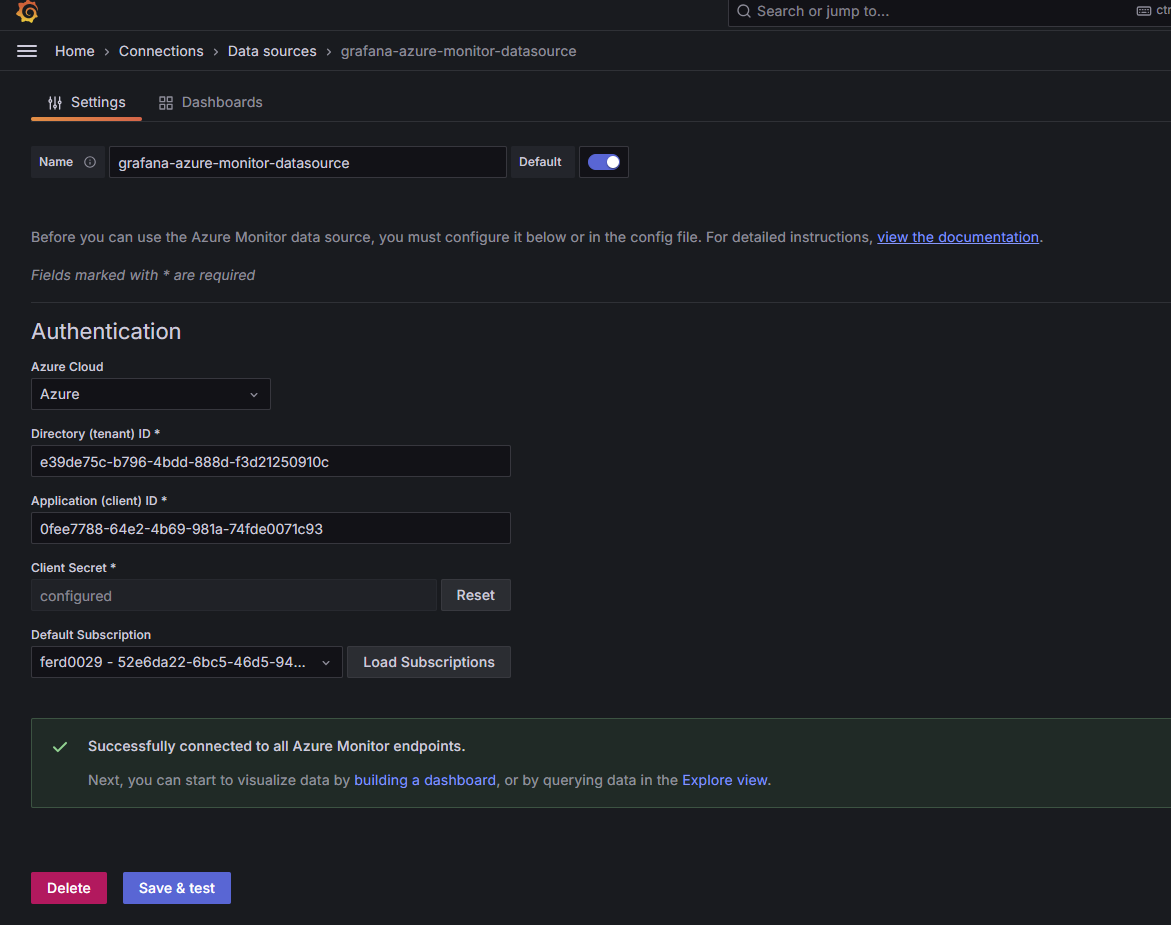 Search or jump to...
Home › Connections › Data sources › grafana-azure-monitor-datasource
Settings Dashboards
Name grafana-azure-monitor-datasource Default
Before you can use the Azure Monitor data source, you must configure it below or in the config file. For detailed instructions, view the documentation.
Fields marked with * are required
Authentication
Azure Cloud
Azure
Directory (tenant) ID *
e39de75c-b796-4bdd-888d-f3d21250910c
Application (client) ID *
0fee7788-64e2-4b69-981a-74fde0071c93
Client Secret *
configured Reset
Default Subscription
ferd0029 - 52e6da22-6bc5-46d5-94... Load Subscriptions
Successfully connected to all Azure Monitor endpoints.
Next, you can start to visualize data by building a dashboard, or by querying data in the Explore view.
Delete Save & test